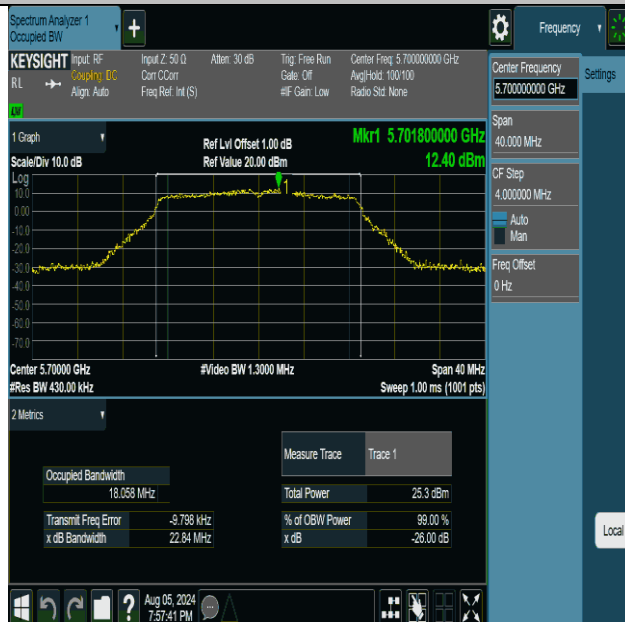 Spectrum Analyzer 1
Occupied BW
+
Frequency
KEYSIGHT
RL
Input: RF
Coupling: DC
Align: Auto
Input Z: 50 Ω
Corr CCorr
Freq Ref: Int (S)
Atten: 30 dB
Trig: Free Run
Gate: Off
#IF Gain: Low
Center Freq: 5.700000000 GHz
Avg|Hold: 100/100
Radio Std: None
1 Graph
Scale/Div 10.0 dB
Ref Lvl Offset 1.00 dB
Ref Value 20.00 dBm
Mkr1 5.701800000 GHz
12.40 dBm
Log
10.0
0.00
-10.0
-20.0
-30.0
-40.0
-50.0
-60.0
-70.0
1
Center 5.70000 GHz
#Res BW 430.00 kHz
#Video BW 1.3000 MHz
Span 40 MHz
Sweep 1.00 ms (1001 pts)
2 Metrics
Measure Trace Trace 1
Occupied Bandwidth
18.058 MHz
Total Power 25.3 dBm
Transmit Freq Error -9.798 kHz
% of OBW Power 99.00 %
x dB Bandwidth 22.84 MHz
x dB -26.00 dB
Center Frequency
5.700000000 GHz
Settings
Span
40.000 MHz
CF Step
4.000000 MHz
Auto
Man
Freq Offset
0 Hz
Local
?
Aug 05, 2024
7:57:41 PM